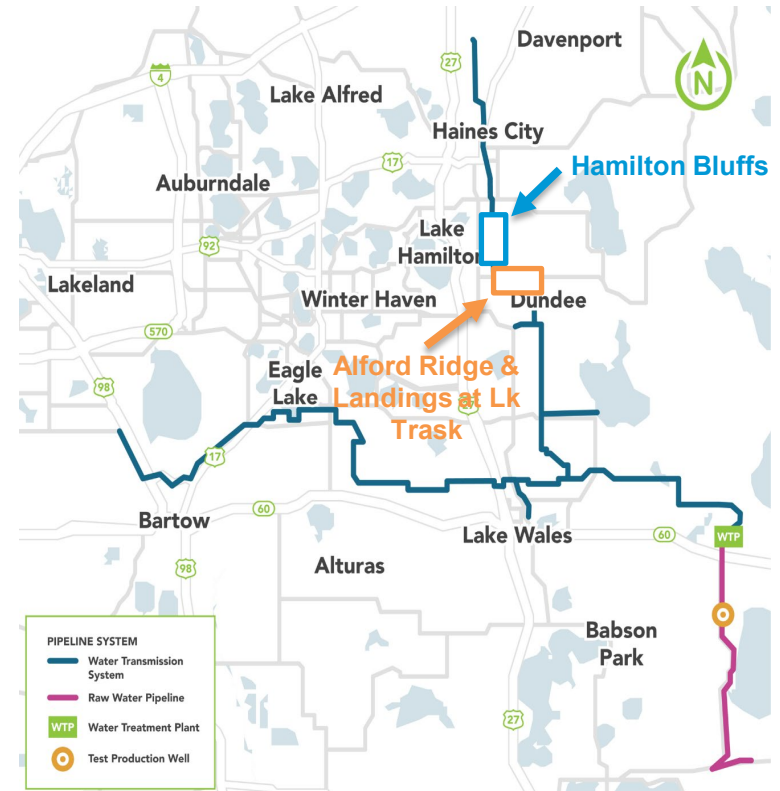 Davenport
27
4
Lake Alfred
N
Haines City
17
Hamilton Bluffs
Auburndale
Lake
Hamilton
92
Lakeland
Winter Haven
Dundee
570
Alford Ridge &
Landings at Lk
Trask
Eagle
Lake
27
98
17
60
Bartow
Lake Wales
60
WTP
Alturas
98
Babson
Park
27
PIPELINE SYSTEM
Water Transmission
System
Raw Water Pipeline
WTP Water Treatment Plant
Test Production Well